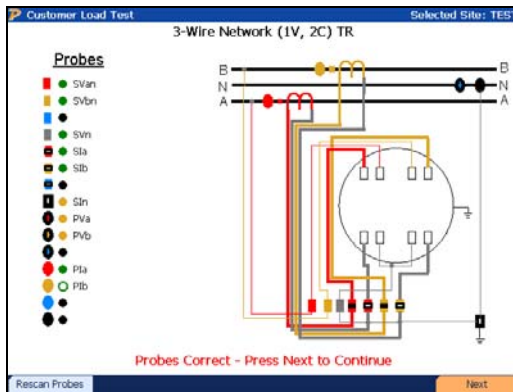 Customer Load Test
Selected Site: TES
3-Wire Network (1V, 2C) TR
Probes
SVan
SVbn
SVn
SIa
SIb
SIn
PVa
PVb
PIa
PIb
B
B
N
N
A
A
Probes Correct - Press Next to Continue
Rescan Probes
Next